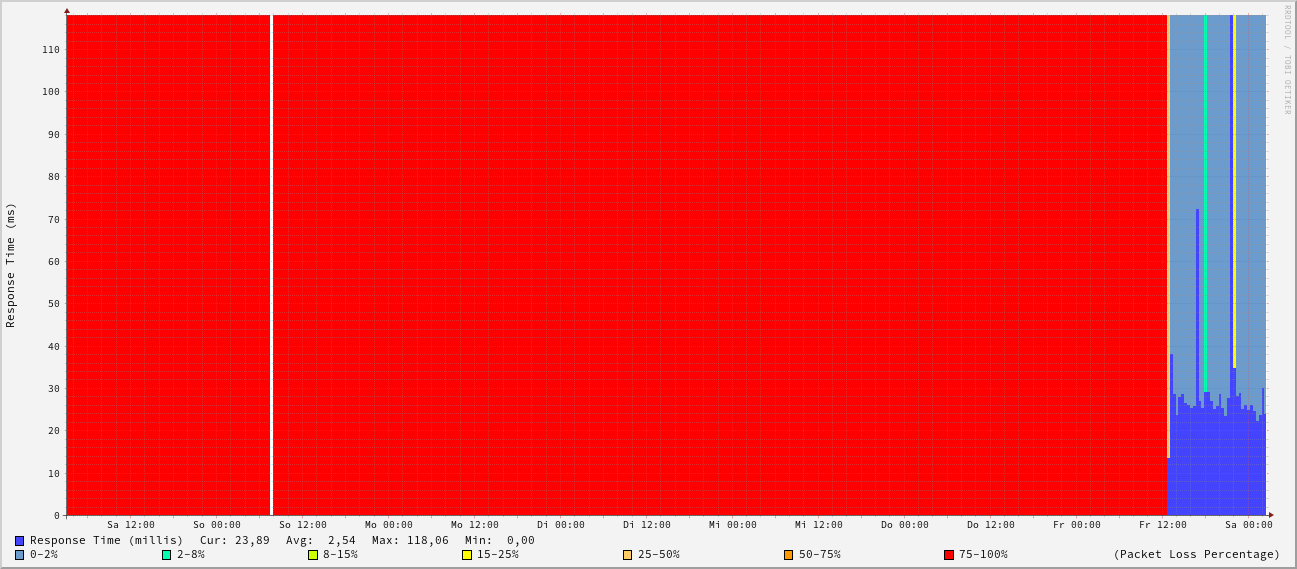 RRDTOOL / TOBI OETIKER
Response Time (ms)
110
100
90
80
70
60
50
40
30
20
10
0
Sa 12:00 So 00:00 So 12:00 Mo 00:00 Mo 12:00 Di 00:00 Di 12:00 Mi 00:00 Mi 12:00 Do 00:00 Do 12:00 Fr 00:00 Fr 12:00 Sa 00:00
Response Time (millis) Cur: 23,89 Avg: 2,54 Max: 118,06 Min: 0,00
0-2% 2-8% 8-15% 15-25% 25-50% 50-75% 75-100% (Packet Loss Percentage)